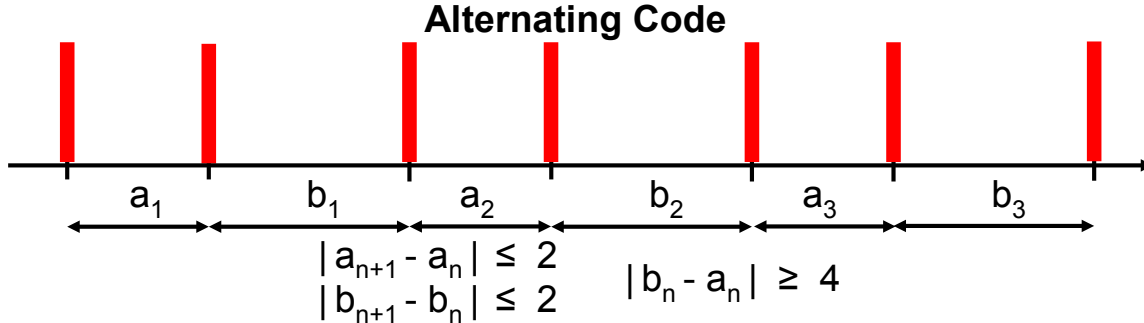 Alternating Code
a₁ b₁ a₂ b₂ a₃ b₃
|aₙ₊₁ - aₙ| ≤ 2
|bₙ₊₁ - bₙ| ≤ 2
|bₙ - aₙ| ≥ 4